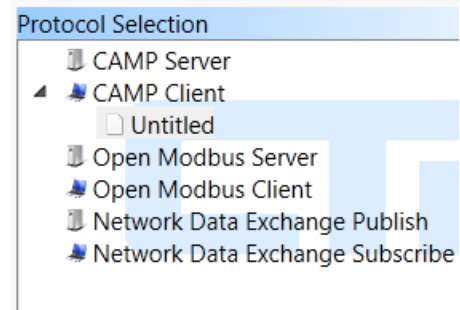 Protocol Selection
CAMP Server
CAMP Client
Untitled
Open Modbus Server
Open Modbus Client
Network Data Exchange Publish
Network Data Exchange Subscribe